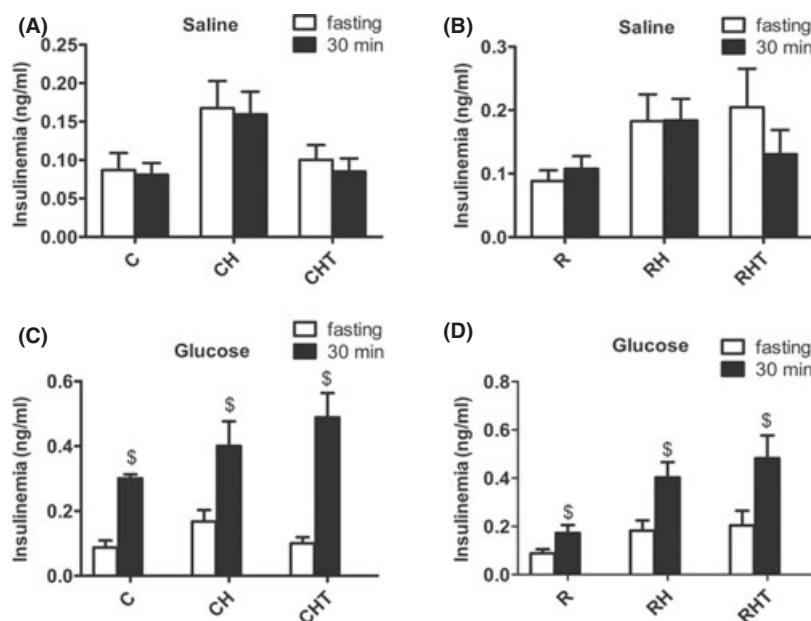 (A)
Saline
fasting
30 min
Insulinemia (ng/ml)
0.25
0.20
0.15
0.10
0.05
0.00
C
CH
CHT
(B)
Saline
fasting
30 min
Insulinemia (ng/ml)
0.3
0.2
0.1
0.0
R
RH
RHT
(C)
Glucose
fasting
30 min
Insulinemia (ng/ml)
0.6
0.4
0.2
0.0
$
$
$
C
CH
CHT
(D)
Glucose
fasting
30 min
Insulinemia (ng/ml)
0.8
0.6
0.4
0.2
0.0
$
$
$
R
RH
RHT